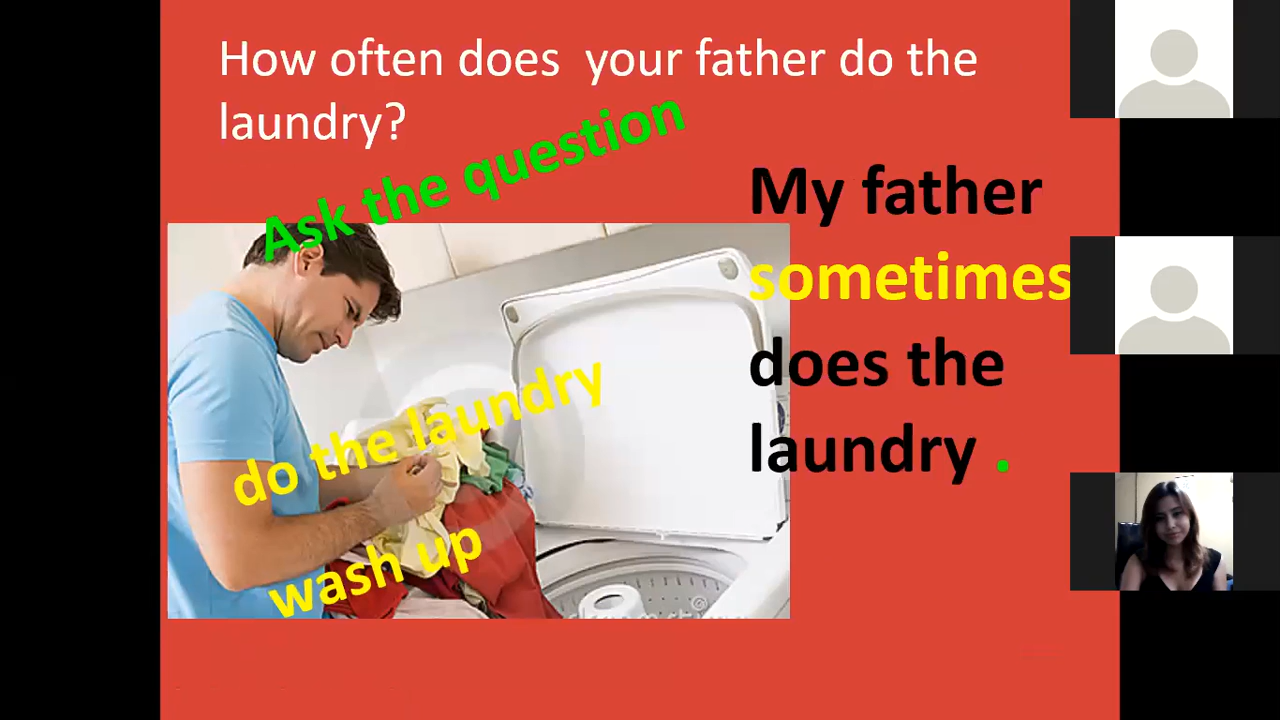 How often does  your father do the
laundry?
Ask the question
My father
sometimes
does the
laundry .
do the laundry
wash up